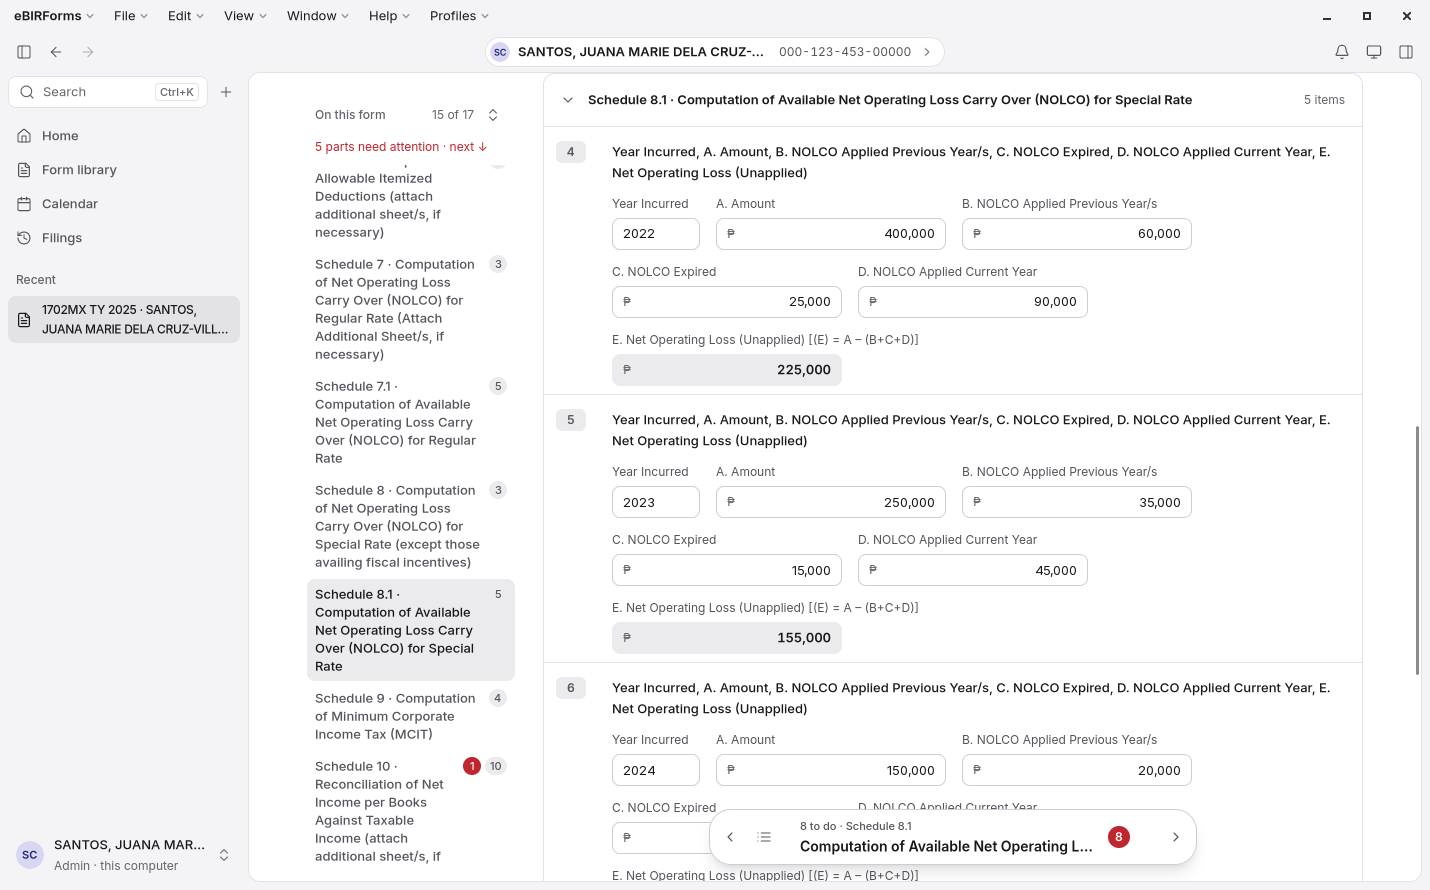 eBIRForms File Edit View Window Help Profiles
SC SANTOS, JUANA MARIE DELA CRUZ-... 000-123-453-00000
Search Ctrl+K
Home
Form library
Calendar
Filings
Recent
1702MX TY 2025 · SANTOS,
JUANA MARIE DELA CRUZ-VILL...
SC SANTOS, JUANA MAR...
Admin · this computer
On this form 15 of 17
5 parts need attention · next ↓
Allowable Itemized
Deductions (attach
additional sheet/s, if
necessary)
Schedule 7 · Computation 3
of Net Operating Loss
Carry Over (NOLCO) for
Regular Rate (Attach
Additional Sheet/s, if
necessary)
Schedule 7.1 · 5
Computation of Available
Net Operating Loss Carry
Over (NOLCO) for Regular
Rate
Schedule 8 · Computation 3
of Net Operating Loss
Carry Over (NOLCO) for
Special Rate (except those
availing fiscal incentives)
Schedule 8.1 · 5
Computation of Available
Net Operating Loss Carry
Over (NOLCO) for Special
Rate
Schedule 9 · Computation 4
of Minimum Corporate
Income Tax (MCIT)
Schedule 10 · 1 10
Reconciliation of Net
Income per Books
Against Taxable
Income (attach
additional sheet/s, if
Schedule 8.1 · Computation of Available Net Operating Loss Carry Over (NOLCO) for Special Rate 5 items
4 Year Incurred, A. Amount, B. NOLCO Applied Previous Year/s, C. NOLCO Expired, D. NOLCO Applied Current Year, E.
Net Operating Loss (Unapplied)
Year Incurred A. Amount B. NOLCO Applied Previous Year/s
2022 ₱ 400,000 ₱ 60,000
C. NOLCO Expired D. NOLCO Applied Current Year
₱ 25,000 ₱ 90,000
E. Net Operating Loss (Unapplied) [(E) = A – (B+C+D)]
₱ 225,000
5 Year Incurred, A. Amount, B. NOLCO Applied Previous Year/s, C. NOLCO Expired, D. NOLCO Applied Current Year, E.
Net Operating Loss (Unapplied)
Year Incurred A. Amount B. NOLCO Applied Previous Year/s
2023 ₱ 250,000 ₱ 35,000
C. NOLCO Expired D. NOLCO Applied Current Year
₱ 15,000 ₱ 45,000
E. Net Operating Loss (Unapplied) [(E) = A – (B+C+D)]
₱ 155,000
6 Year Incurred, A. Amount, B. NOLCO Applied Previous Year/s, C. NOLCO Expired, D. NOLCO Applied Current Year, E.
Net Operating Loss (Unapplied)
Year Incurred A. Amount B. NOLCO Applied Previous Year/s
2024 ₱ 150,000 ₱ 20,000
C. NOLCO Expired D. NOLCO Applied Current Year
₱
E. Net Operating Loss (Unapplied) [(E) = A – (B+C+D)]
8 to do · Schedule 8.1
Computation of Available Net Operating L... 8